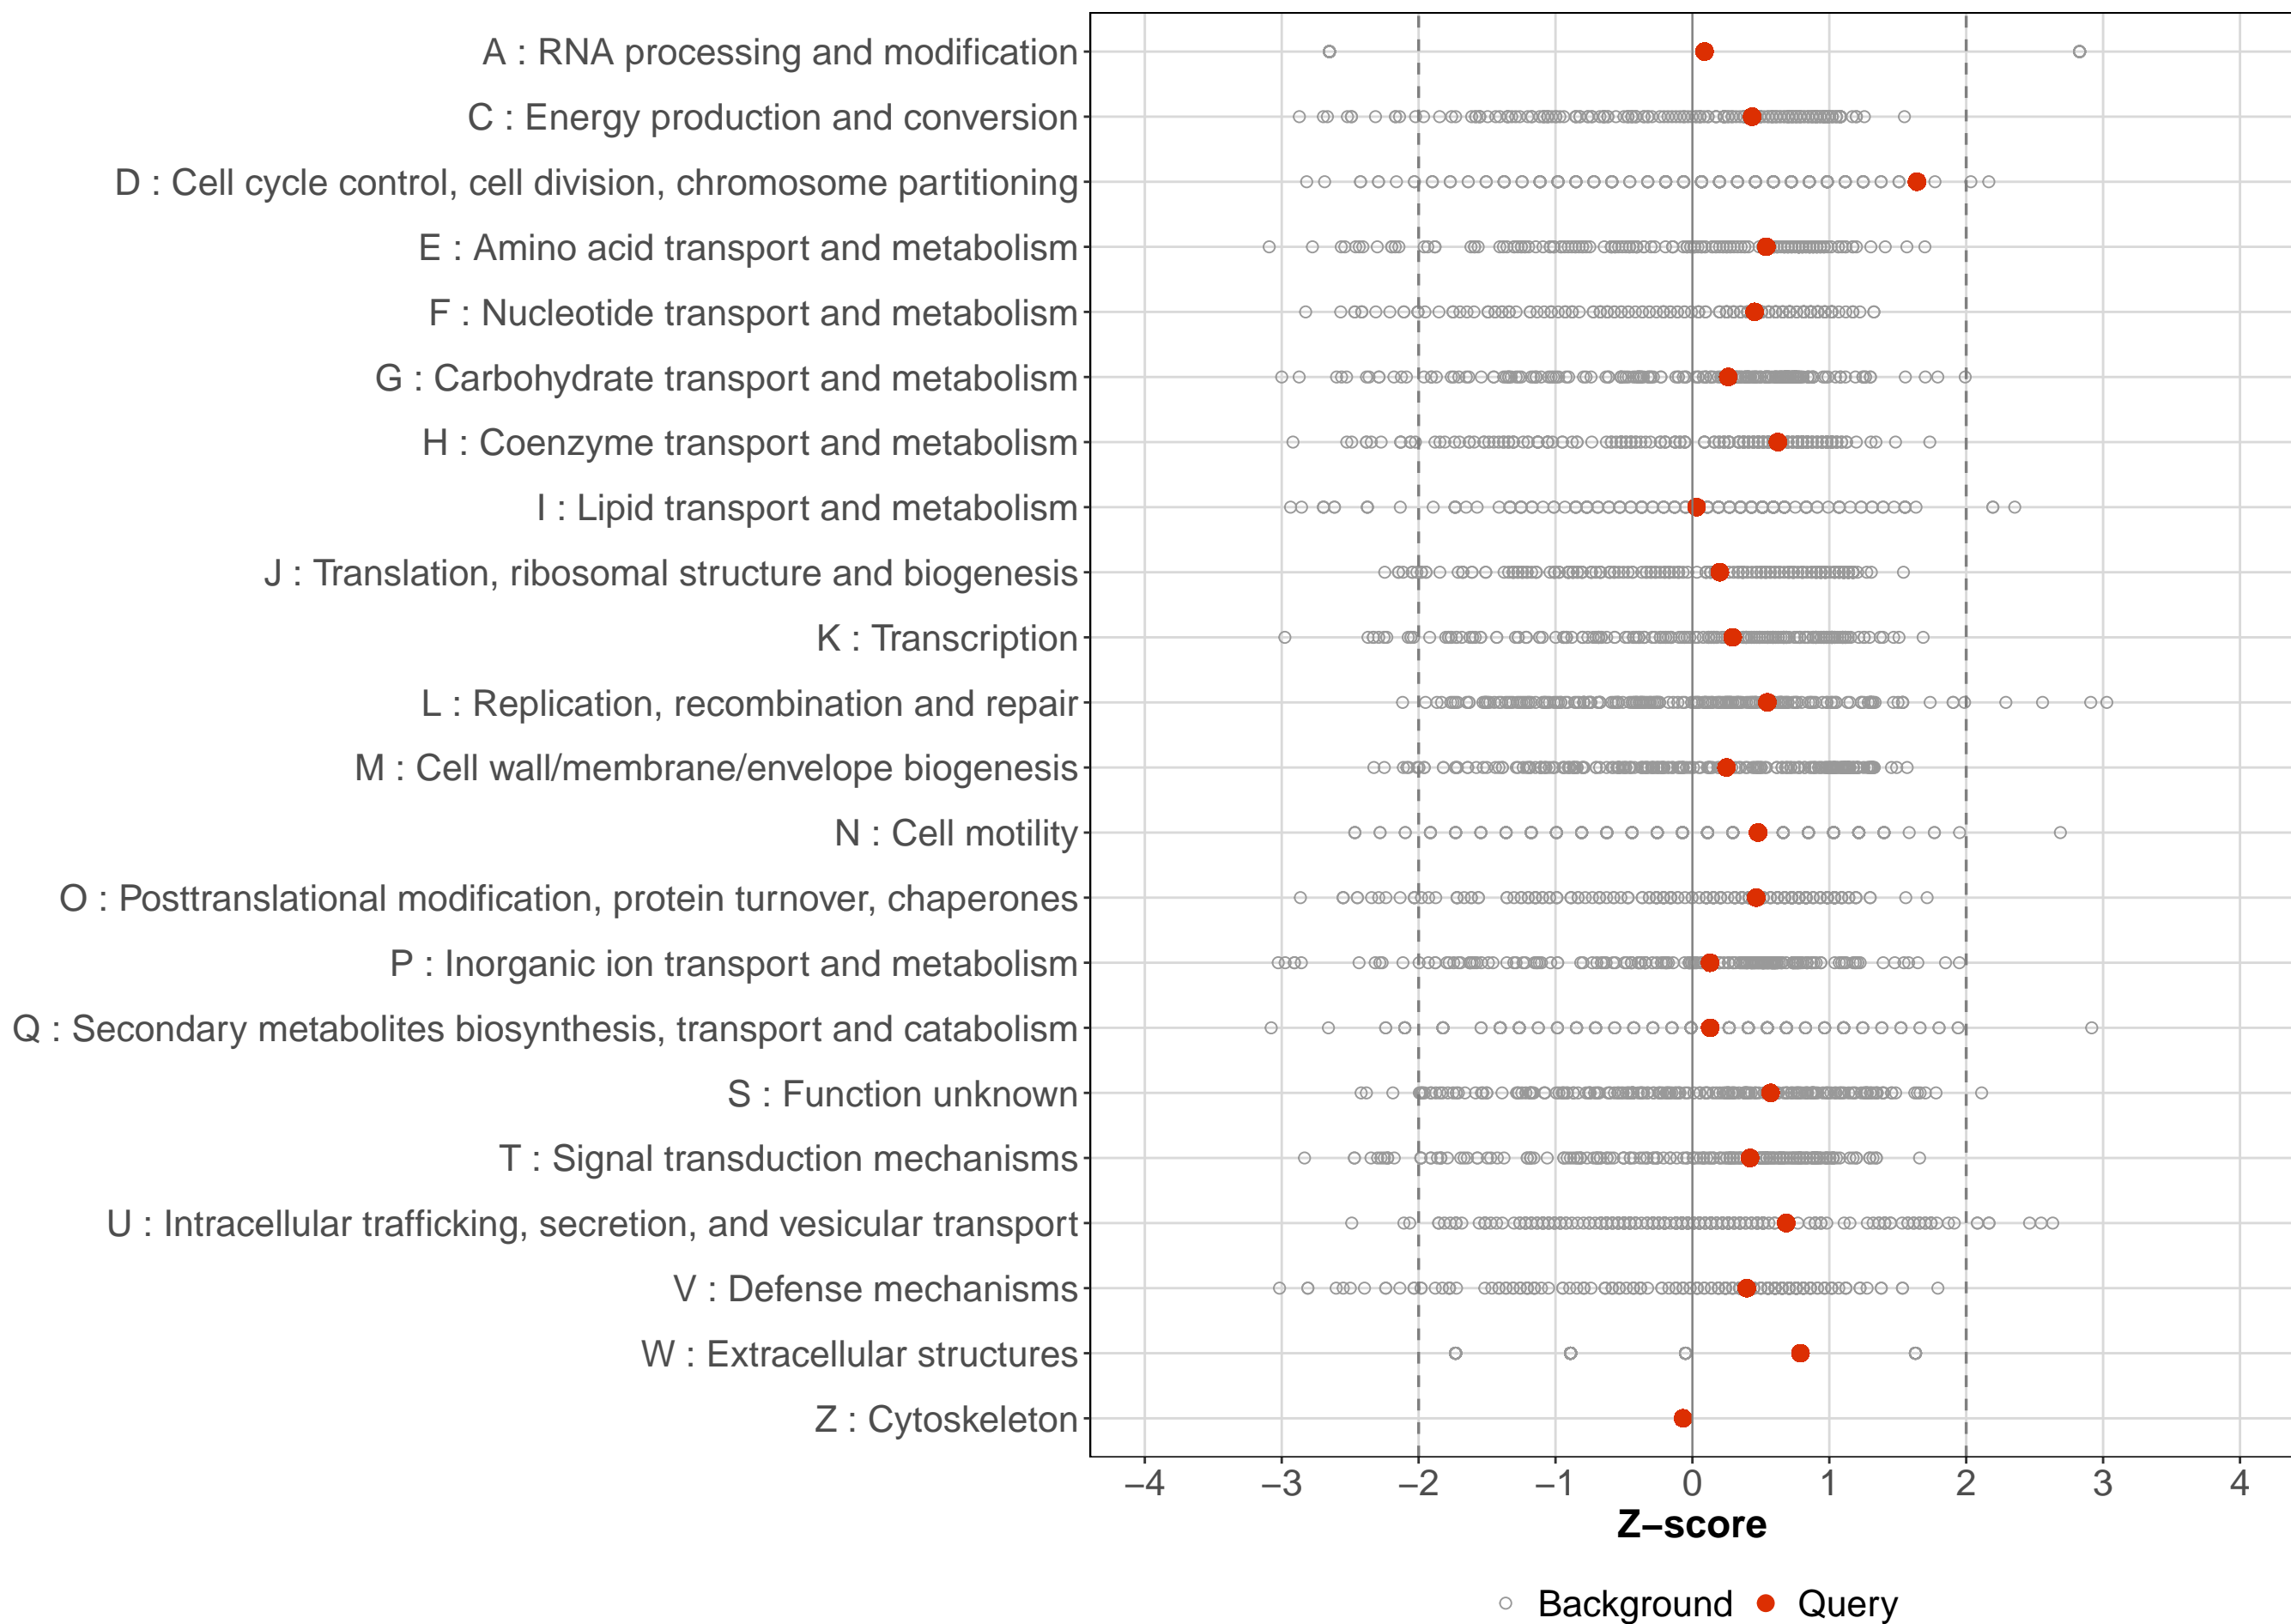 A : RNA processing and modification
C : Energy production and conversion
D : Cell cycle control, cell division, chromosome partitioning
E : Amino acid transport and metabolism
F : Nucleotide transport and metabolism
G : Carbohydrate transport and metabolism
H : Coenzyme transport and metabolism
I : Lipid transport and metabolism
J : Translation, ribosomal structure and biogenesis
K : Transcription
L : Replication, recombination and repair
M : Cell wall/membrane/envelope biogenesis
N : Cell motility
O : Posttranslational modification, protein turnover, chaperones
P : Inorganic ion transport and metabolism
Q : Secondary metabolites biosynthesis, transport and catabolism
S : Function unknown
T : Signal transduction mechanisms
U : Intracellular trafficking, secretion, and vesicular transport
V : Defense mechanisms
W : Extracellular structures
Z : Cytoskeleton
−4 −3 −2 −1 0 1 2 3 4
Z−score
Background Query